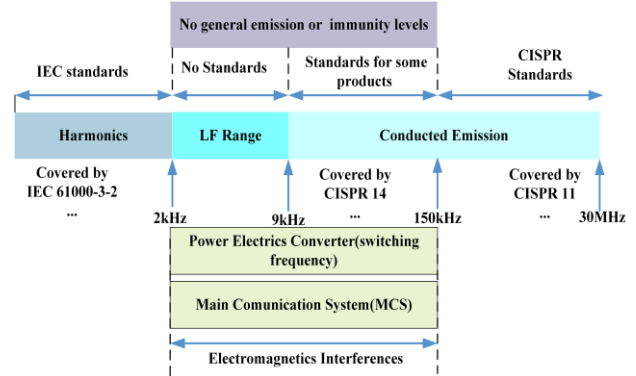 No general emission or immunity levels
IEC standards
No Standards
Standards for some
products
CISPR
Standards
Harmonics
LF Range
Conducted Emission
Covered by
IEC 61000-3-2
...
Covered by
CISPR 14
...
Covered by
CISPR 11
...
2kHz
9kHz
150kHz
30MHz
Power Electrics Converter(switching
frequency)
Main Comunication System(MCS)
Electromagnetics Interferences